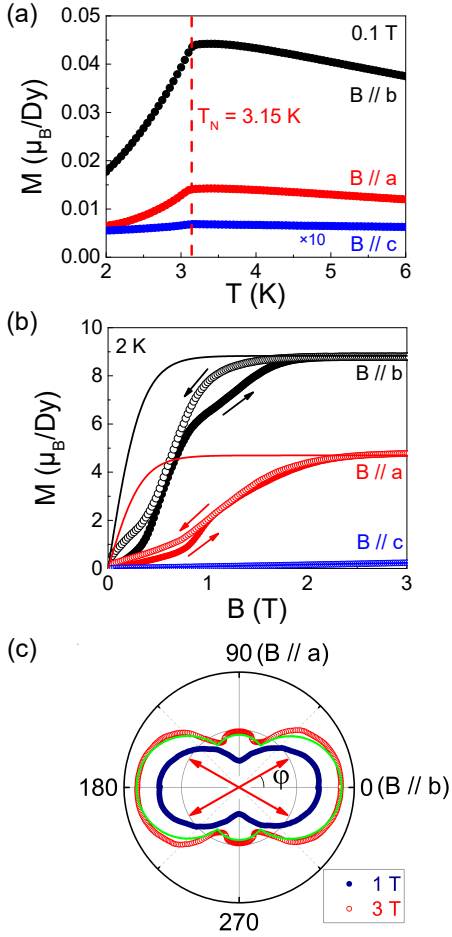 (a)
0.05
0.1 T
0.04
B // b
M (μB/Dy)
0.03
TN = 3.15 K
0.02
B // a
0.01
×10
B // c
0.00
2 3 4 5 6
T (K)
(b)
10
2 K
8
B // b
6
M (μB/Dy)
B // a
4
2
B // c
0
0 1 2 3
B (T)
(c)
90 (B // a)
φ
180
0 (B // b)
270
1 T
3 T